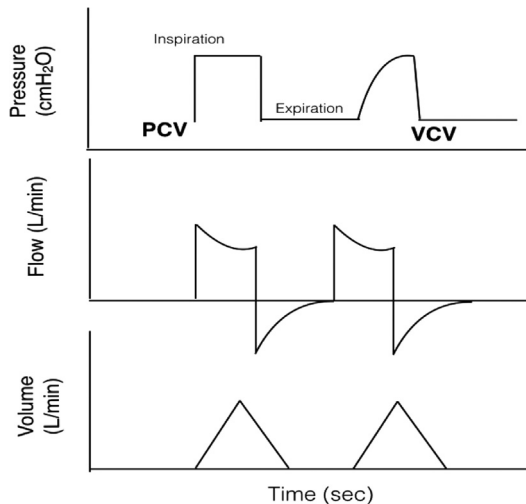 Pressure
(cmH₂O)
Inspiration
Expiration
PCV
VCV
Flow (L/min)
Volume
(L/min)
Time (sec)